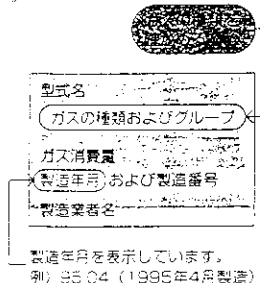 型式名
ガスの種類およびグループ
ガス消費量
製造年月および製造番号
製造業者名
製造年月を表示しています。
例）95.04（1995年4月製造）